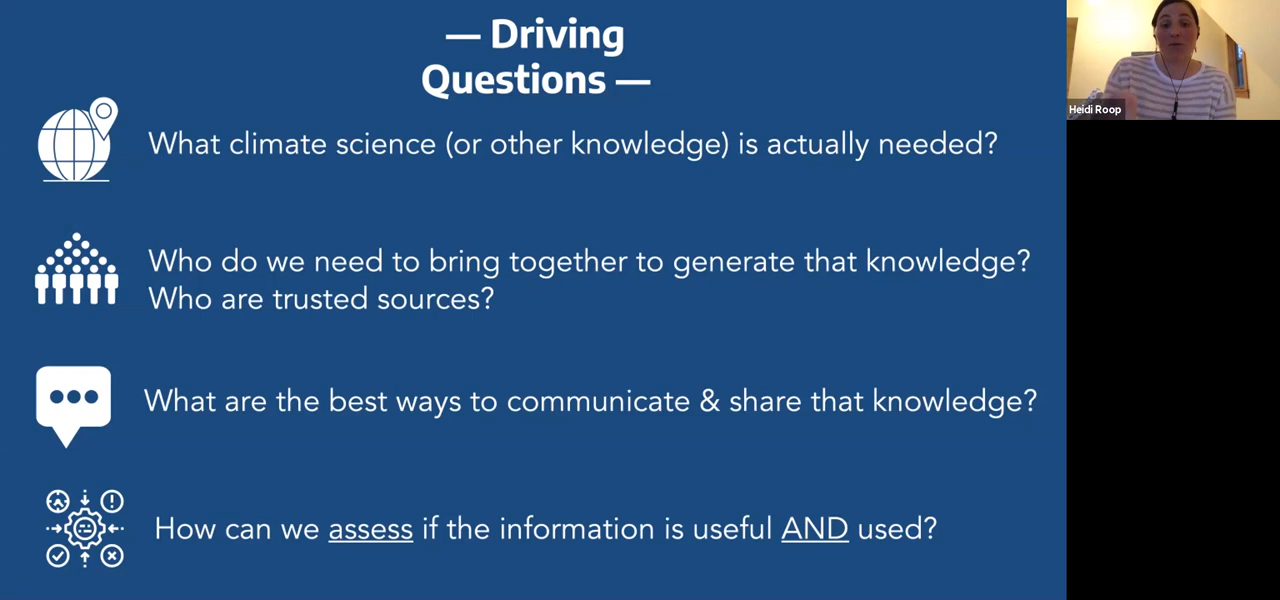 — Driving
Questions —
What climate science (or other knowledge) is actually needed?
Who do we need to bring together to generate that knowledge?
Who are trusted sources?
What are the best ways to communicate & share that knowledge?
How can we assess if the information is useful AND used?
Heidi Roop